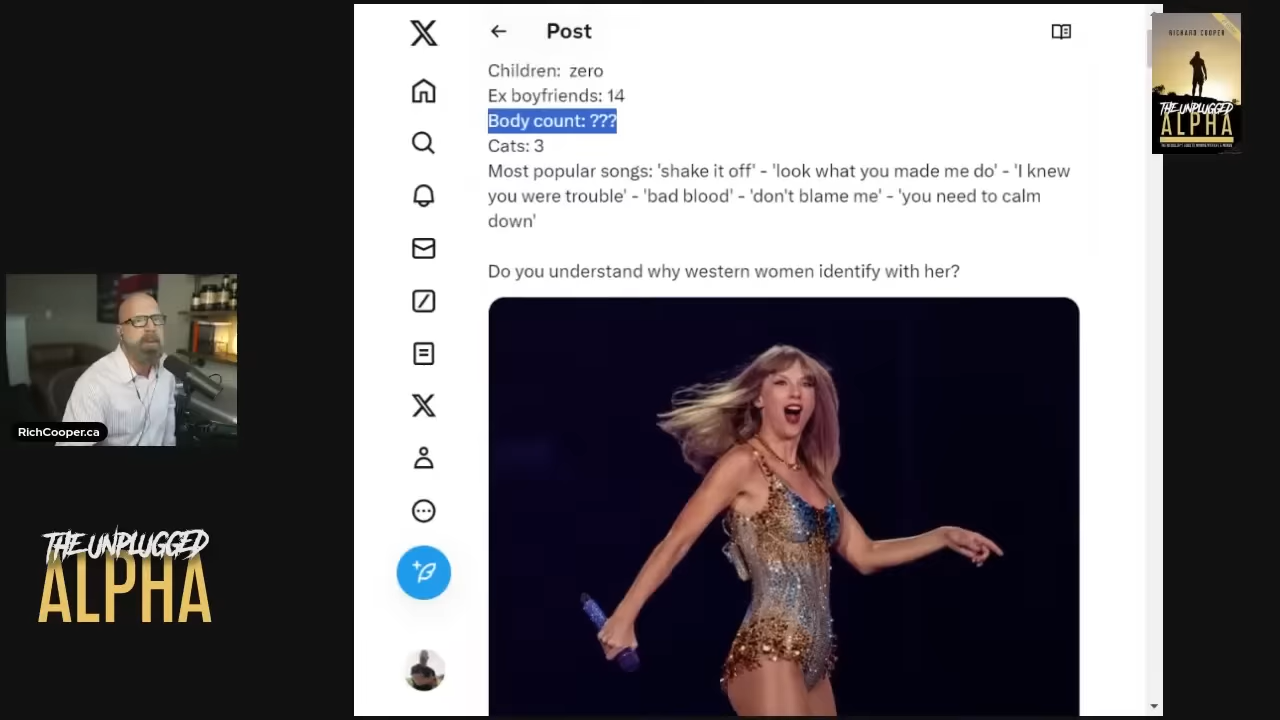 Post
Children: zero
Ex boyfriends: 14
Body count: ???
Cats: 3
Most popular songs: 'shake it off' - 'look what you made me do' - 'I knew
you were trouble' - 'bad blood' - 'don't blame me' - 'you need to calm
down'
Do you understand why western women identify with her?
RichCooper.ca
THE UNPLUGGED
ALPHA
RICHARD COOPER
THE UNPLUGGED
ALPHA